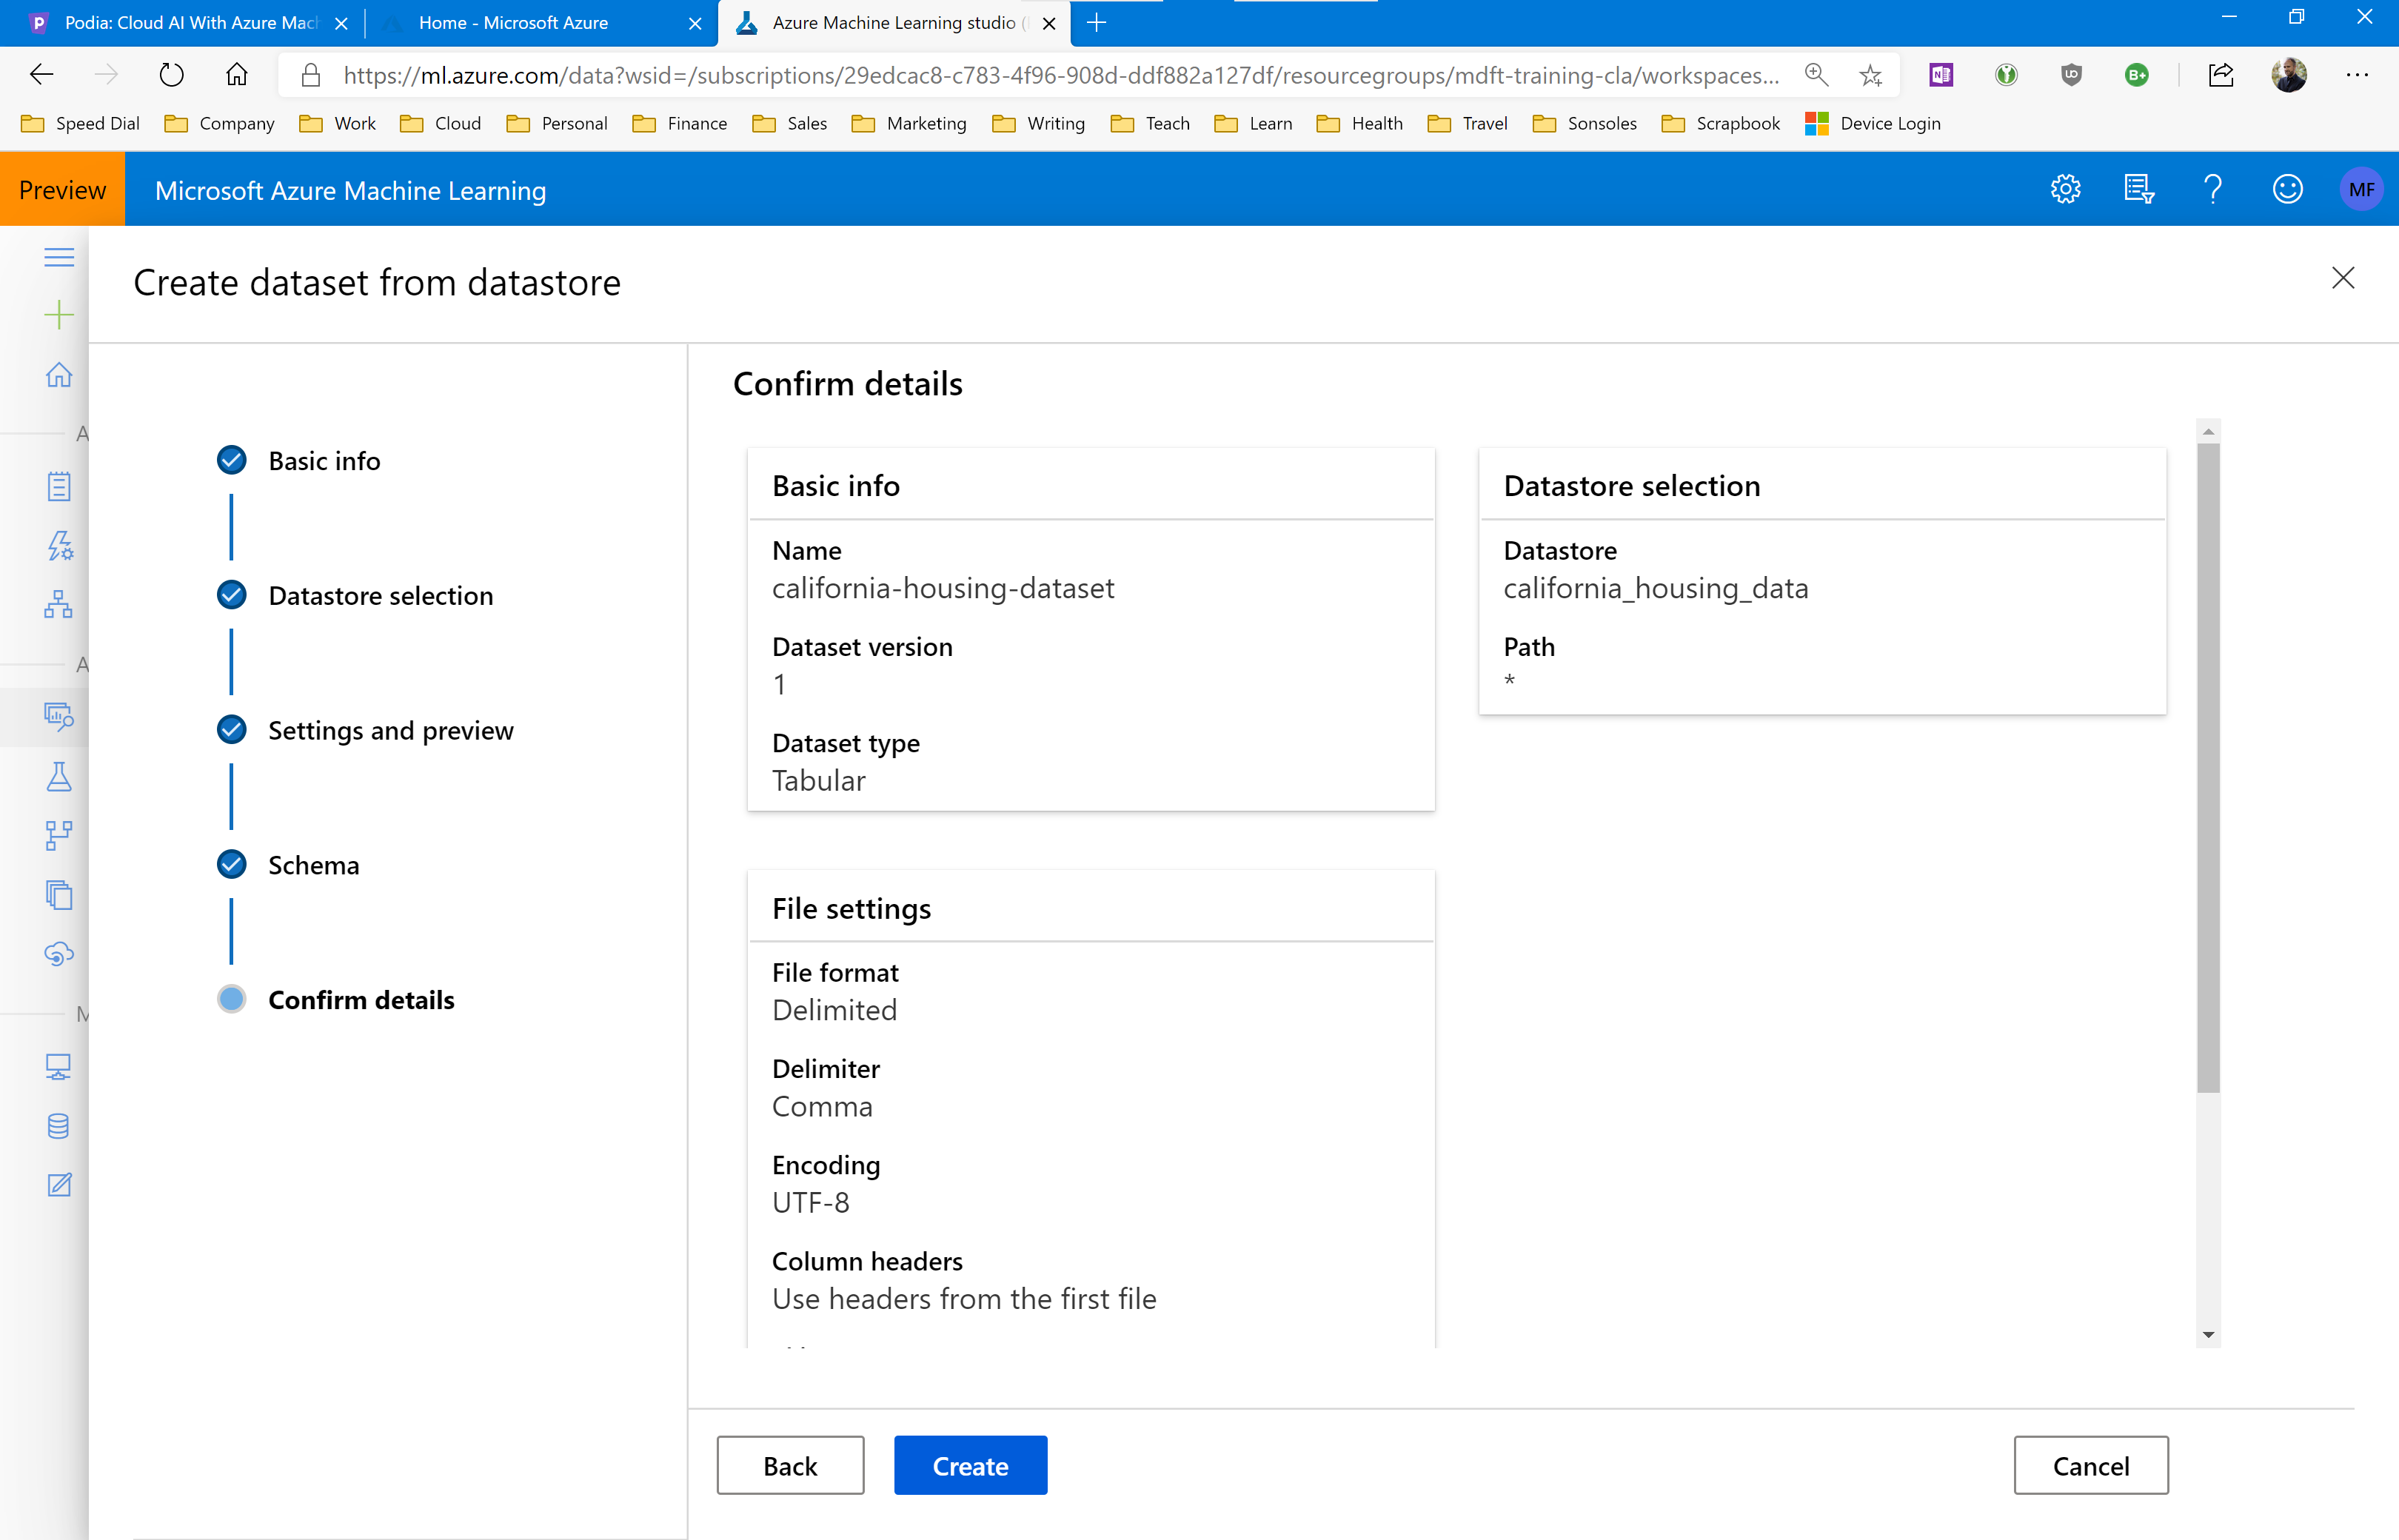 Podia: Cloud AI With Azure Mach
Home - Microsoft Azure
Azure Machine Learning studio (
https://ml.azure.com/data?wsid=/subscriptions/29edcac8-c783-4f96-908d-ddf882a127df/resourcegroups/mdft-training-cla/workspaces...
Speed Dial
Company
Work
Cloud
Personal
Finance
Sales
Marketing
Writing
Teach
Learn
Health
Travel
Sonsoles
Scrapbook
Device Login
Preview
Microsoft Azure Machine Learning
MF
Create dataset from datastore
A
A
M
Basic info
Datastore selection
Settings and preview
Schema
Confirm details
Confirm details
Basic info
Name
california-housing-dataset
Dataset version
1
Dataset type
Tabular
Datastore selection
Datastore
california_housing_data
Path
*
File settings
File format
Delimited
Delimiter
Comma
Encoding
UTF-8
Column headers
Use headers from the first file
Back
Create
Cancel